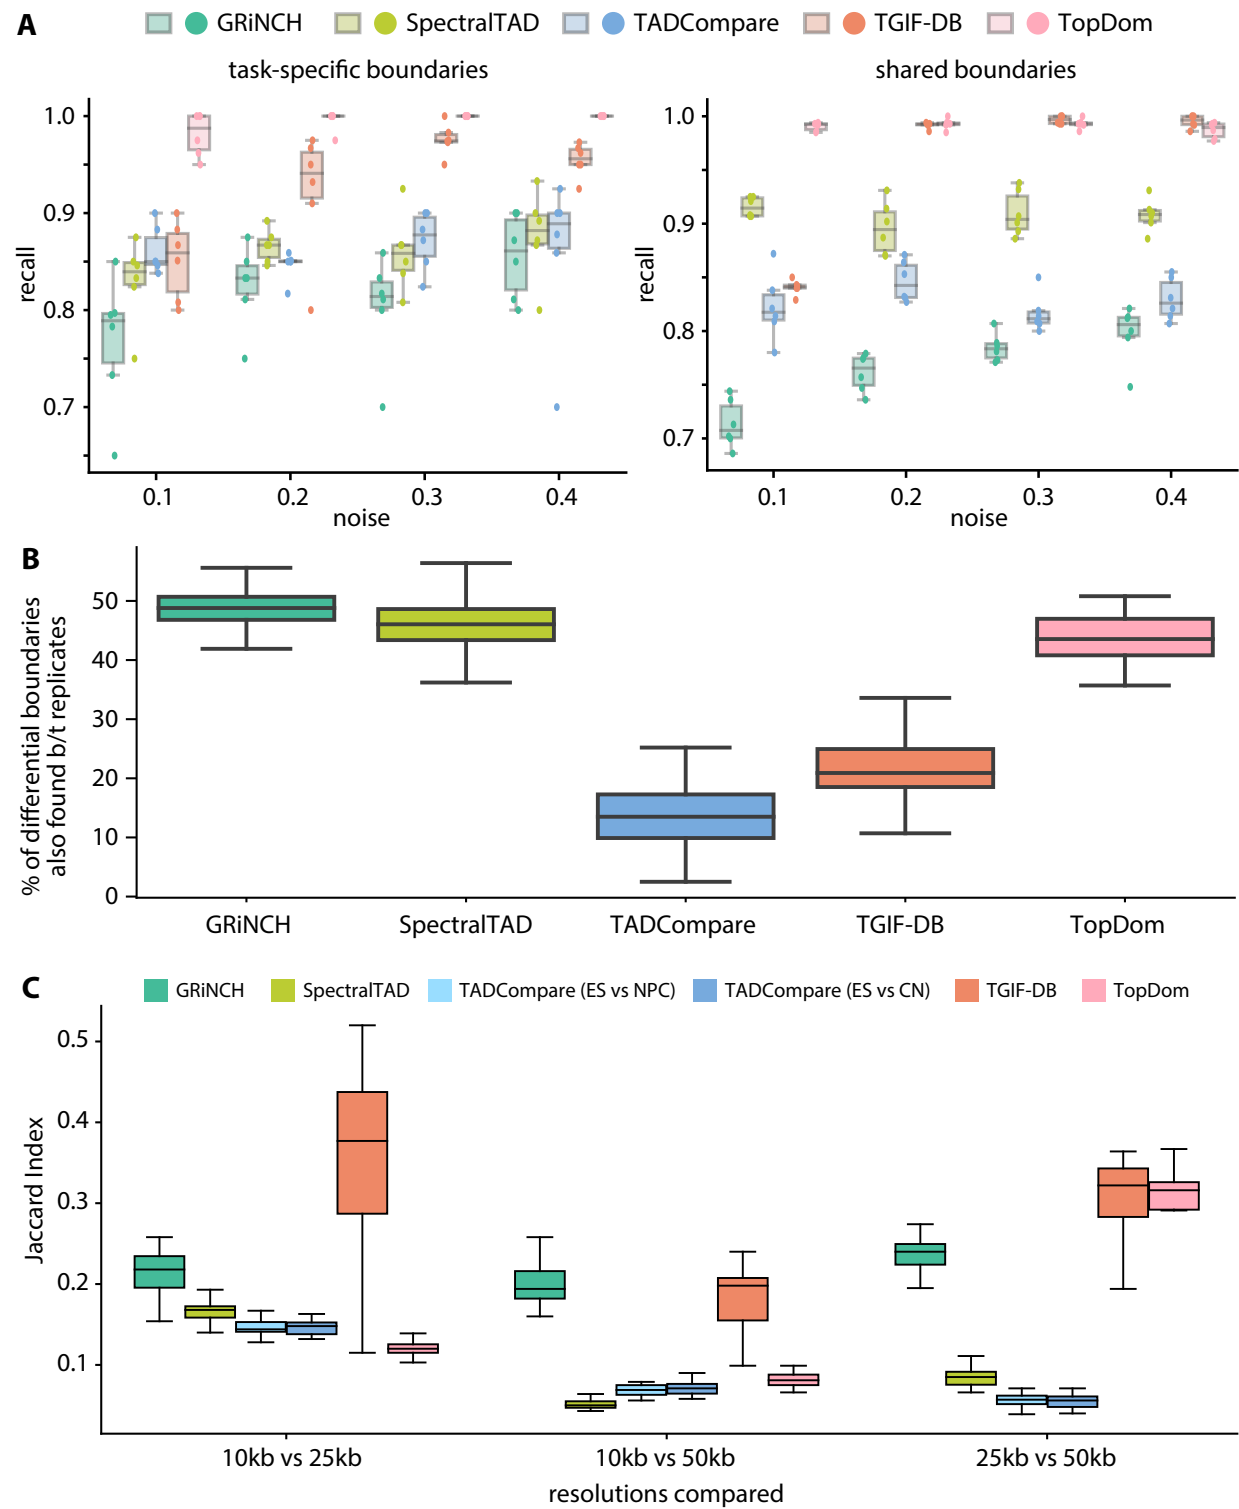 A
GRiNCH
SpectralTAD
TADCompare
TGIF-DB
TopDom
task-specific boundaries
shared boundaries
recall
1.0
0.9
0.8
0.7
0.1
0.2
0.3
0.4
noise
recall
1.0
0.9
0.8
0.7
0.1
0.2
0.3
0.4
noise
B
% of differential boundaries
also found b/t replicates
50
40
30
20
10
0
GRiNCH
SpectralTAD
TADCompare
TGIF-DB
TopDom
C
GRiNCH
SpectralTAD
TADCompare (ES vs NPC)
TADCompare (ES vs CN)
TGIF-DB
TopDom
Jaccard Index
0.5
0.4
0.3
0.2
0.1
10kb vs 25kb
10kb vs 50kb
25kb vs 50kb
resolutions compared